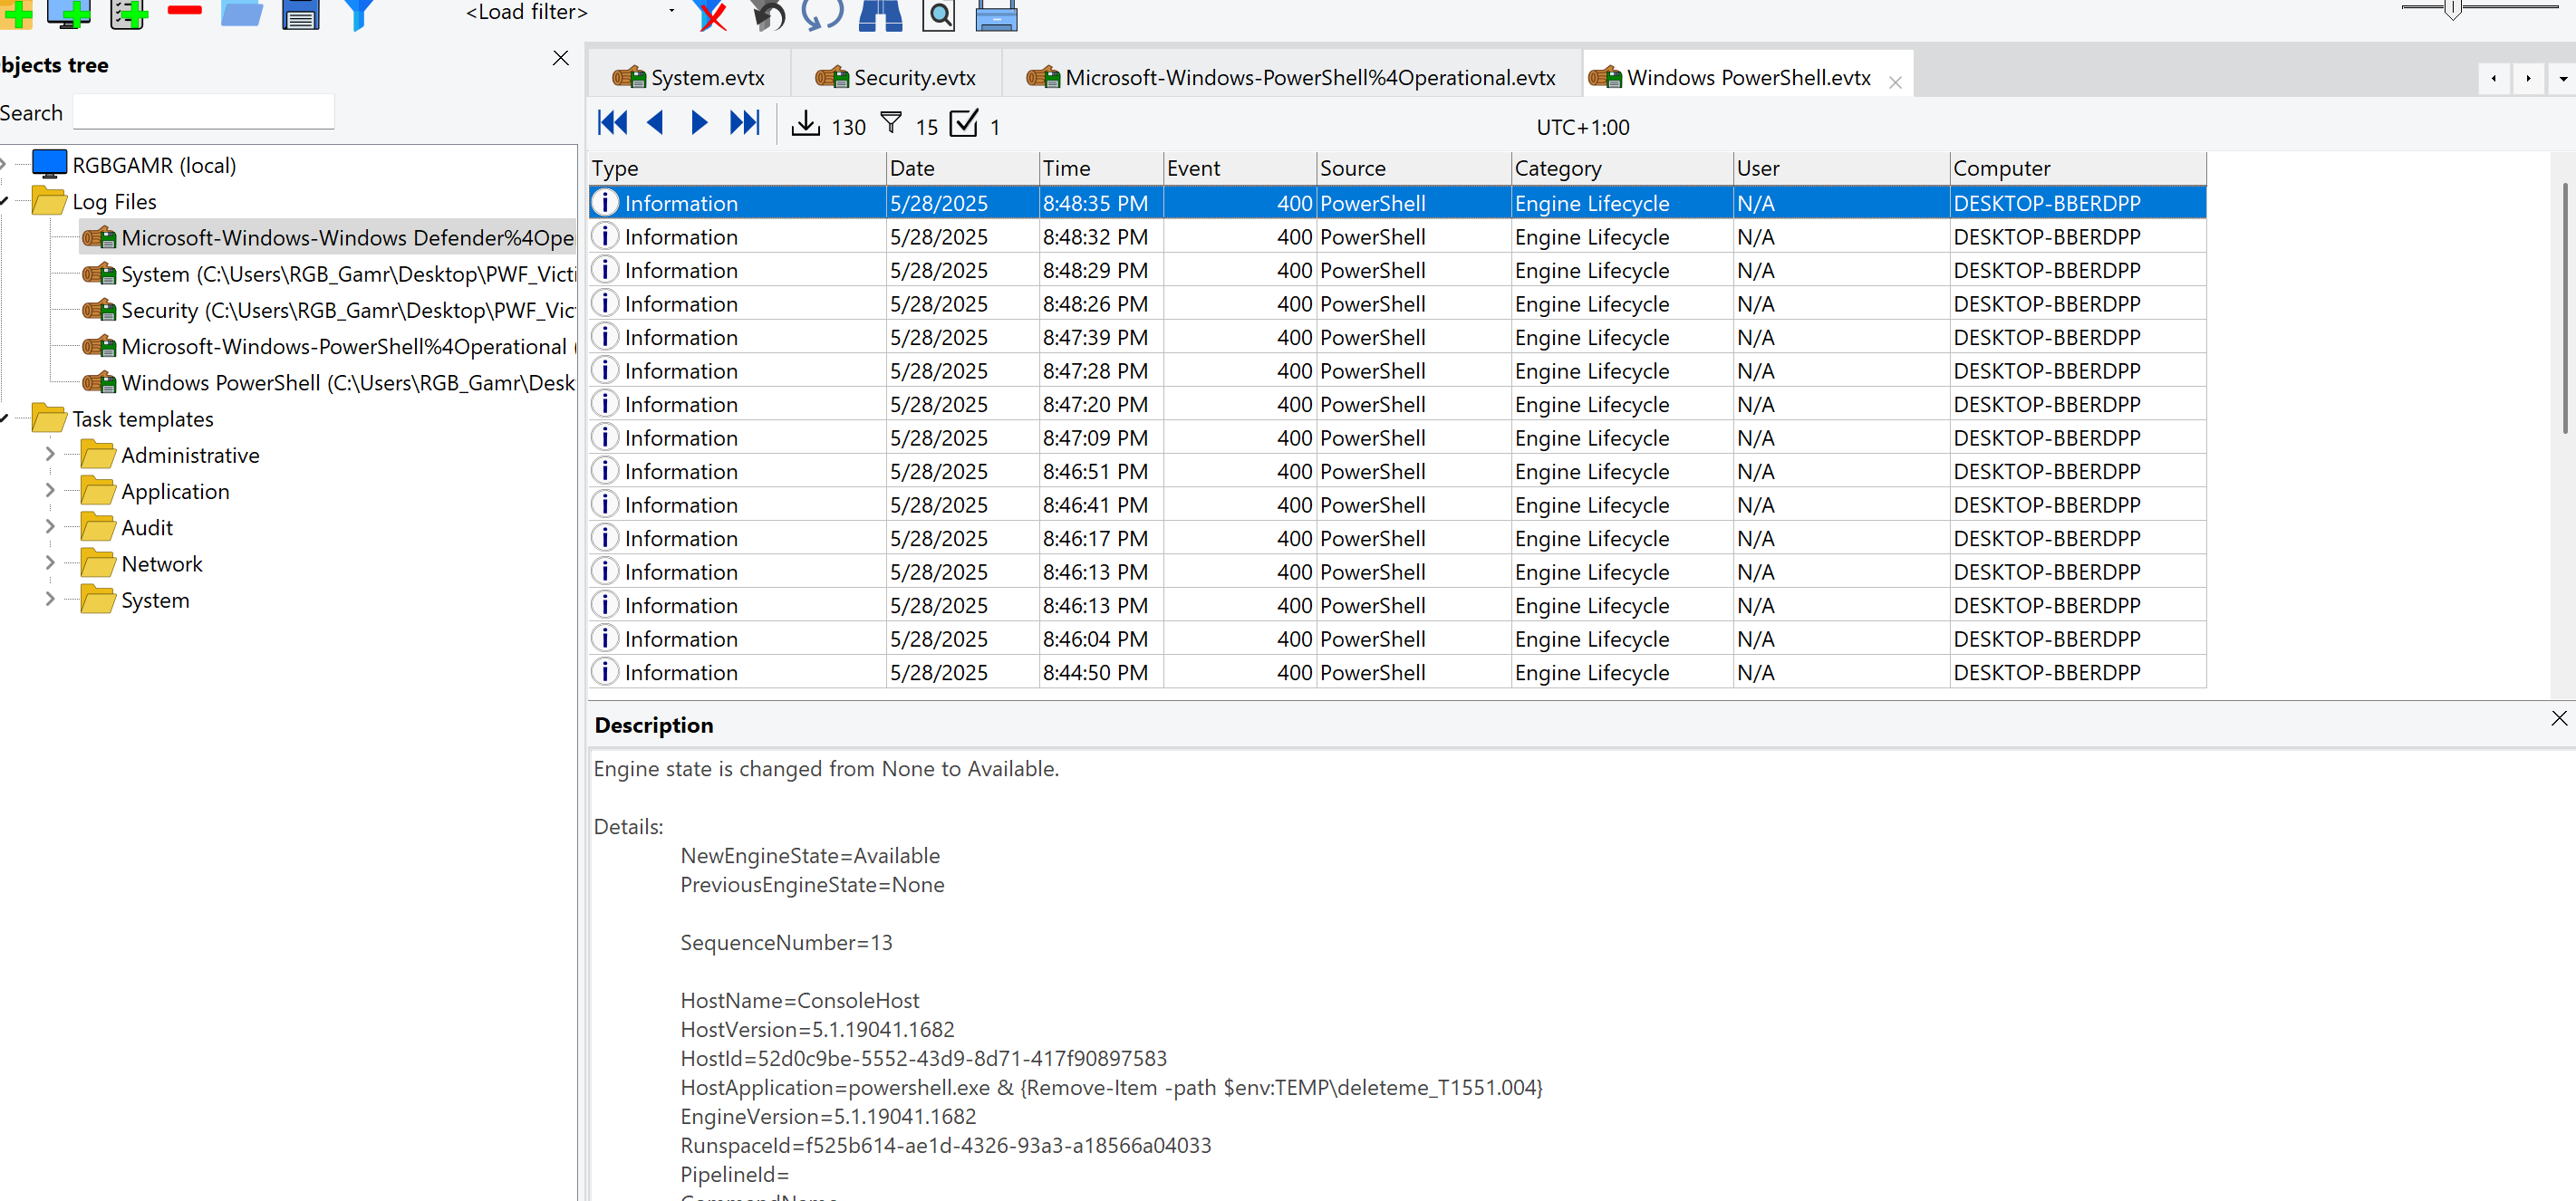 <Load filter>
bjects tree
Search
RGBGAMR (local)
Log Files
Microsoft-Windows-Windows Defender%4Ope
System (C:\Users\RGB_Gamr\Desktop\PWF_Victi
Security (C:\Users\RGB_Gamr\Desktop\PWF_Vic
Microsoft-Windows-PowerShell%4Operational (
Windows PowerShell (C:\Users\RGB_Gamr\Desk
Task templates
Administrative
Application
Audit
Network
System
System.evtx Security.evtx Microsoft-Windows-PowerShell%4Operational.evtx Windows PowerShell.evtx
130 15 1 UTC+1:00
Type Date Time Event Source Category User Computer
Information 5/28/2025 8:48:35 PM 400 PowerShell Engine Lifecycle N/A DESKTOP-BBERDPP
Information 5/28/2025 8:48:32 PM 400 PowerShell Engine Lifecycle N/A DESKTOP-BBERDPP
Information 5/28/2025 8:48:29 PM 400 PowerShell Engine Lifecycle N/A DESKTOP-BBERDPP
Information 5/28/2025 8:48:26 PM 400 PowerShell Engine Lifecycle N/A DESKTOP-BBERDPP
Information 5/28/2025 8:47:39 PM 400 PowerShell Engine Lifecycle N/A DESKTOP-BBERDPP
Information 5/28/2025 8:47:28 PM 400 PowerShell Engine Lifecycle N/A DESKTOP-BBERDPP
Information 5/28/2025 8:47:20 PM 400 PowerShell Engine Lifecycle N/A DESKTOP-BBERDPP
Information 5/28/2025 8:47:09 PM 400 PowerShell Engine Lifecycle N/A DESKTOP-BBERDPP
Information 5/28/2025 8:46:51 PM 400 PowerShell Engine Lifecycle N/A DESKTOP-BBERDPP
Information 5/28/2025 8:46:41 PM 400 PowerShell Engine Lifecycle N/A DESKTOP-BBERDPP
Information 5/28/2025 8:46:17 PM 400 PowerShell Engine Lifecycle N/A DESKTOP-BBERDPP
Information 5/28/2025 8:46:13 PM 400 PowerShell Engine Lifecycle N/A DESKTOP-BBERDPP
Information 5/28/2025 8:46:13 PM 400 PowerShell Engine Lifecycle N/A DESKTOP-BBERDPP
Information 5/28/2025 8:46:04 PM 400 PowerShell Engine Lifecycle N/A DESKTOP-BBERDPP
Information 5/28/2025 8:44:50 PM 400 PowerShell Engine Lifecycle N/A DESKTOP-BBERDPP
Description
Engine state is changed from None to Available.
Details:
NewEngineState=Available
PreviousEngineState=None
SequenceNumber=13
HostName=ConsoleHost
HostVersion=5.1.19041.1682
HostId=52d0c9be-5552-43d9-8d71-417f90897583
HostApplication=powershell.exe & {Remove-Item -path $env:TEMP\deleteme_T1551.004}
EngineVersion=5.1.19041.1682
RunspaceId=f525b614-ae1d-4326-93a3-a18566a04033
PipelineId=